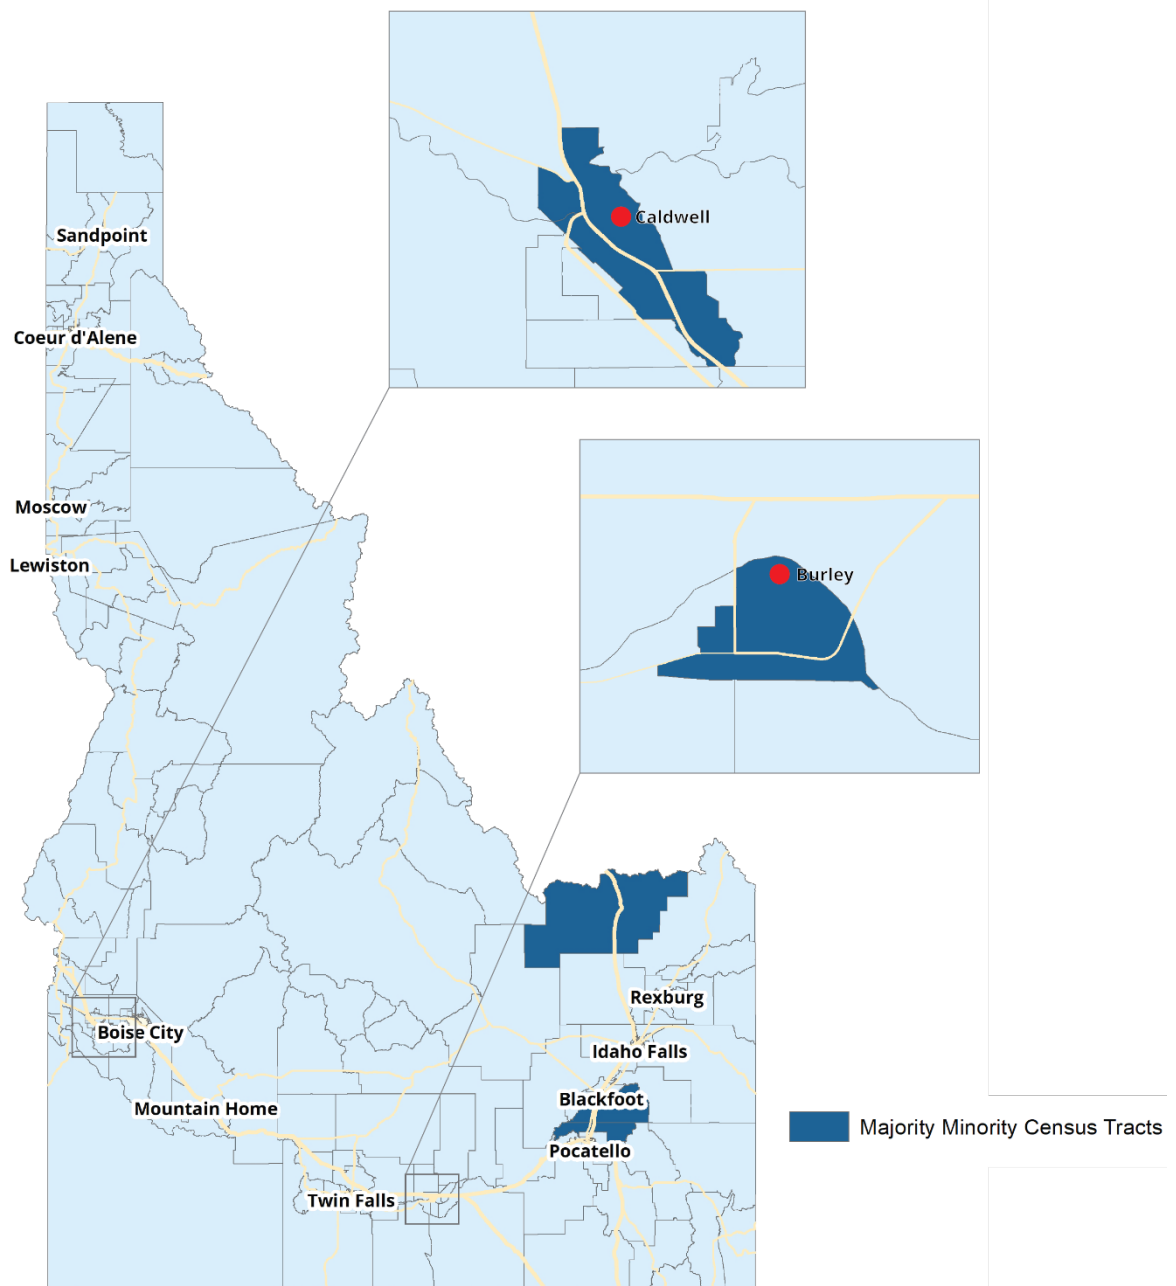 Caldwell
Sandpoint
Coeur d'Alene
Moscow
Lewiston
Burley
Rexburg
Boise City
Idaho Falls
Blackfoot
Mountain Home
Majority Minority Census Tracts
Pocatello
Twin Falls